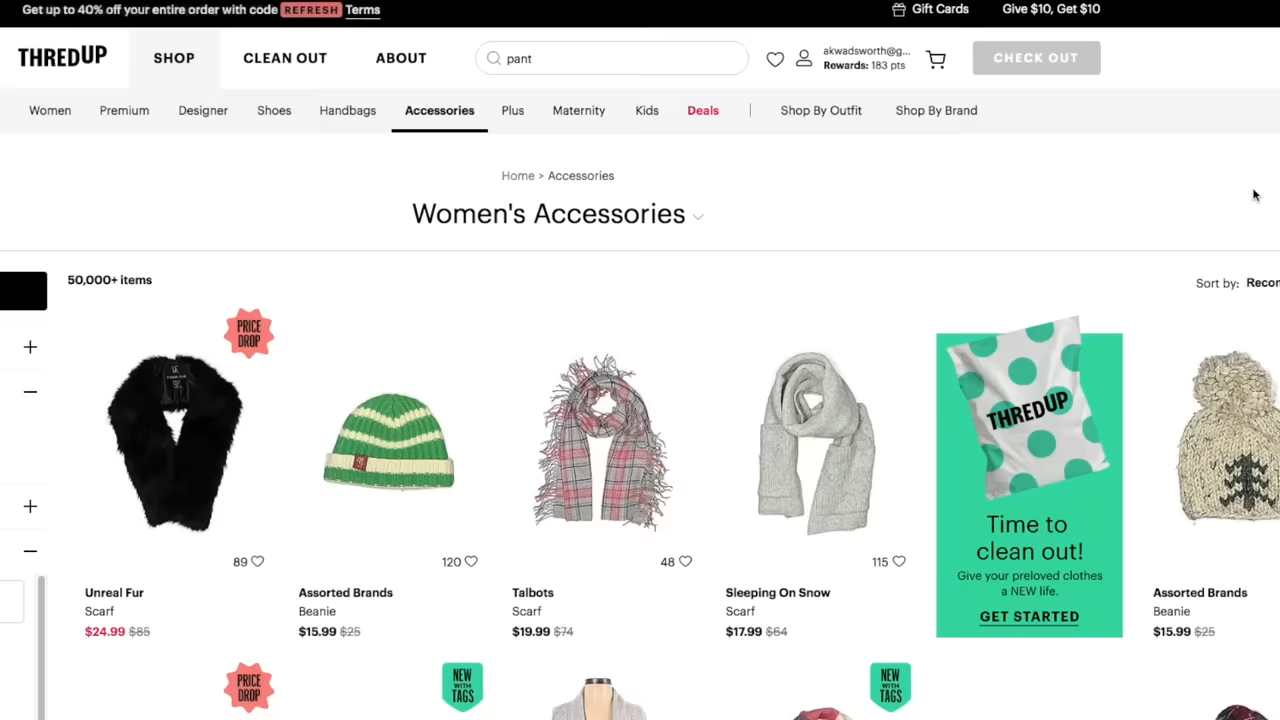 Get up to 40% off your entire order with code REFRESH Terms
Gift Cards
Give $10, Get $10
THREDUP
SHOP
CLEAN OUT
ABOUT
pant
akwadsworth@g...
Rewards: 183 pts
CHECK OUT
Women
Premium
Designer
Shoes
Handbags
Accessories
Plus
Maternity
Kids
Deals
Shop By Outfit
Shop By Brand
Home > Accessories
Women's Accessories
50,000+ items
Sort by: Recon
PRICE
DROP
THREDUP
Time to
clean out!
Give your preloved clothes
a NEW life.
GET STARTED
89
120
48
115
Unreal Fur
Scarf
$24.99 $85
Assorted Brands
Beanie
$15.99 $25
Talbots
Scarf
$19.99 $74
Sleeping On Snow
Scarf
$17.99 $64
Assorted Brands
Beanie
$15.99 $25
PRICE
DROP
NEW
WITH
TAGS
NEW
WITH
TAGS